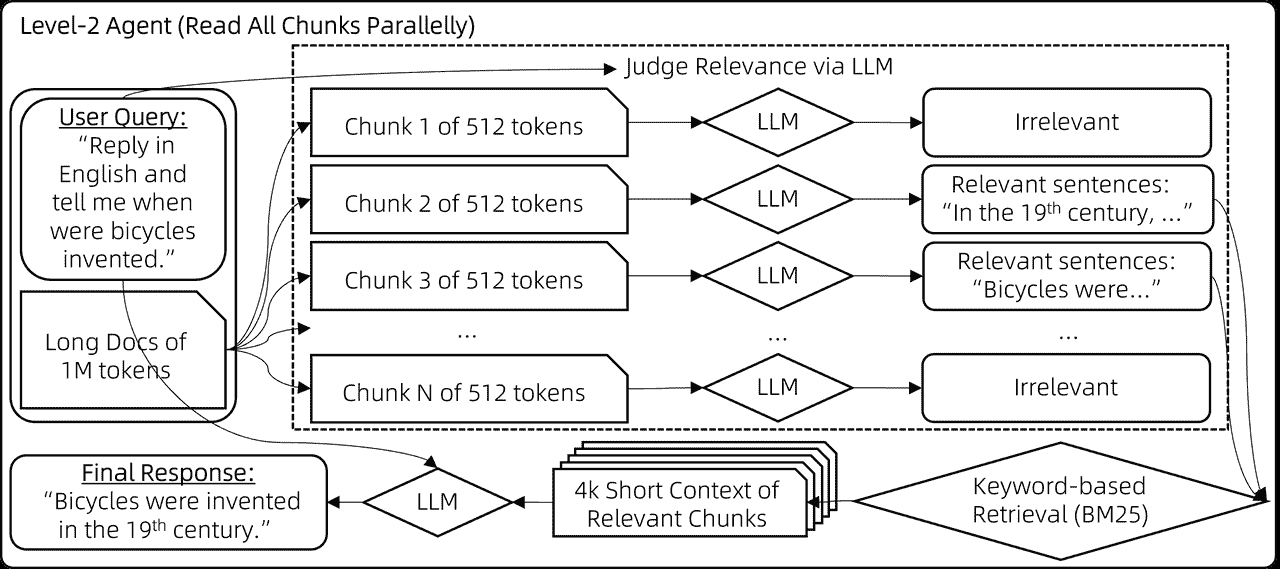 Level-2 Agent (Read All Chunks Parallelly)
Judge Relevance via LLM
User Query:
“Reply in
English and
tell me when
were bicycles
invented.”
Long Docs of
1M tokens
Chunk 1 of 512 tokens
LLM
Irrelevant
Chunk 2 of 512 tokens
LLM
Relevant sentences:
“In the 19th century, ...”
Chunk 3 of 512 tokens
LLM
Relevant sentences:
“Bicycles were...”
...
...
...
Chunk N of 512 tokens
LLM
Irrelevant
Final Response:
“Bicycles were invented
in the 19th century.”
LLM
4k Short Context of
Relevant Chunks
Keyword-based
Retrieval (BM25)